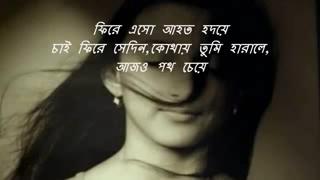 ফিরে এসো আহত হৃদয়ে
চাই ফিরে সেদিন,কোথায় তুমি হারালে,
আজও পথ চেয়ে